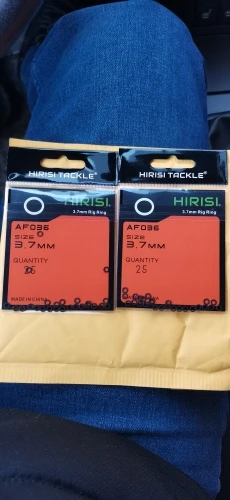 HIRISI TACKLE®
HIRISI.
3.7mm Rig Ring
AF036
SIZE
3.7MM
QUANTITY
25
MADE IN CHINA
HIRISI TACKLE®
HIRISI.
3.7mm Rig Ring
AF036
SIZE
3.7MM
QUANTITY
25